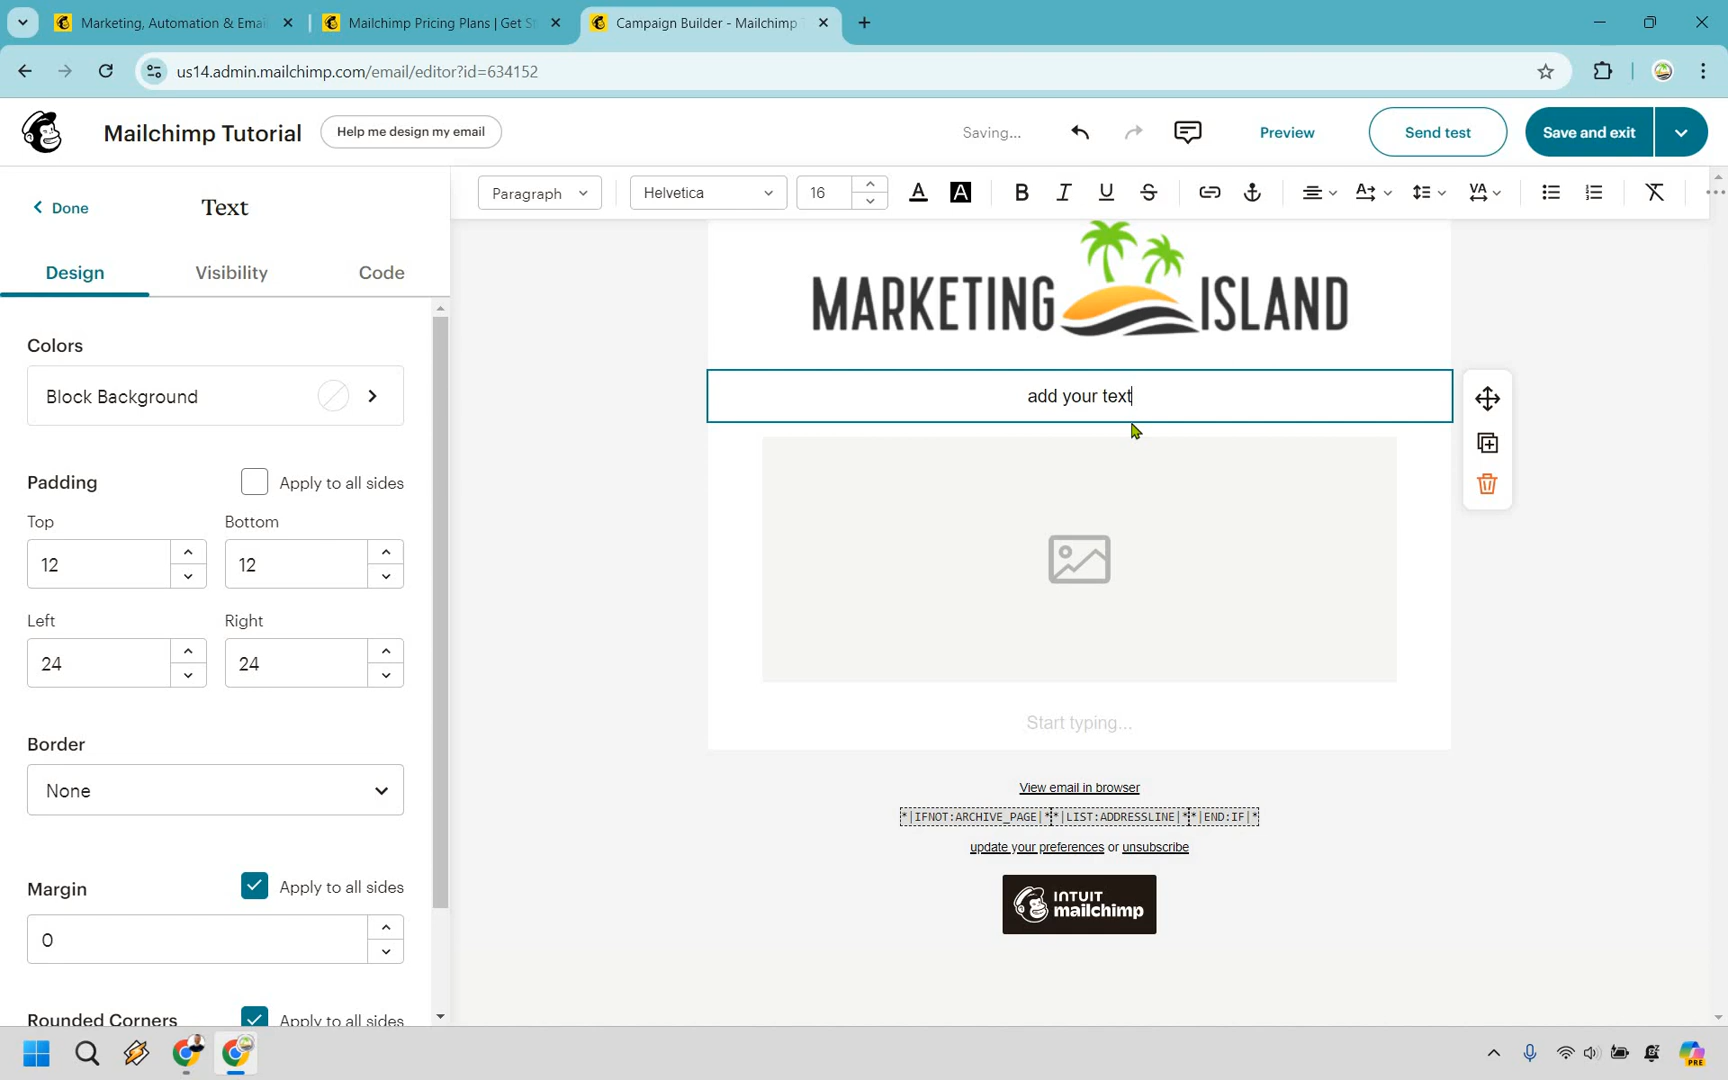 Marketing, Automation & Emai
Mailchimp Pricing Plans | Get St
Campaign Builder - Mailchimp T
us14.admin.mailchimp.com/email/editor?id=634152
Mailchimp Tutorial
Help me design my email
Saving...
Preview
Send test
Save and exit
Done
Text
Paragraph
Helvetica
16
Design
Visibility
Code
Colors
Block Background
Padding
Apply to all sides
Top
Bottom
12
12
Left
Right
24
24
Border
None
Margin
Apply to all sides
0
Rounded Corners
Apply to all sides
MARKETING ISLAND
add your text
Start typing...
View email in browser
*|IFNOT:ARCHIVE_PAGE|**|LIST:ADDRESSLINE|**|END:IF|*
update your preferences or unsubscribe
INTUIT
mailchimp
PRE